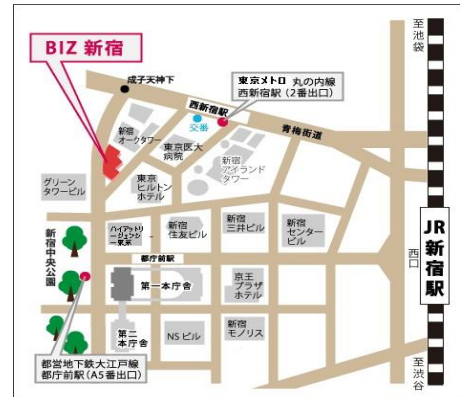 BIZ 新宿
成子天神下
東京メトロ 丸の内線
西新宿駅（2番出口）
至池袋
西新宿駅
交番
青梅街道
新宿
オークタワー
東京医大
病院
新宿
アイランド
タワー
グリーン
タワービル
東京
ヒルトン
ホテル
ハイアットリ
ージェンシ
ー東京
新宿
住友ビル
新宿
三井ビル
新宿
センター
ビル
JR新宿駅
西口
新宿中央公園
都庁前駅
第一本庁舎
京王
プラザ
ホテル
第二
本庁舎
NSビル
新宿
モノリス
都営地下鉄大江戸線
都庁前駅（A5番出口）
至渋谷